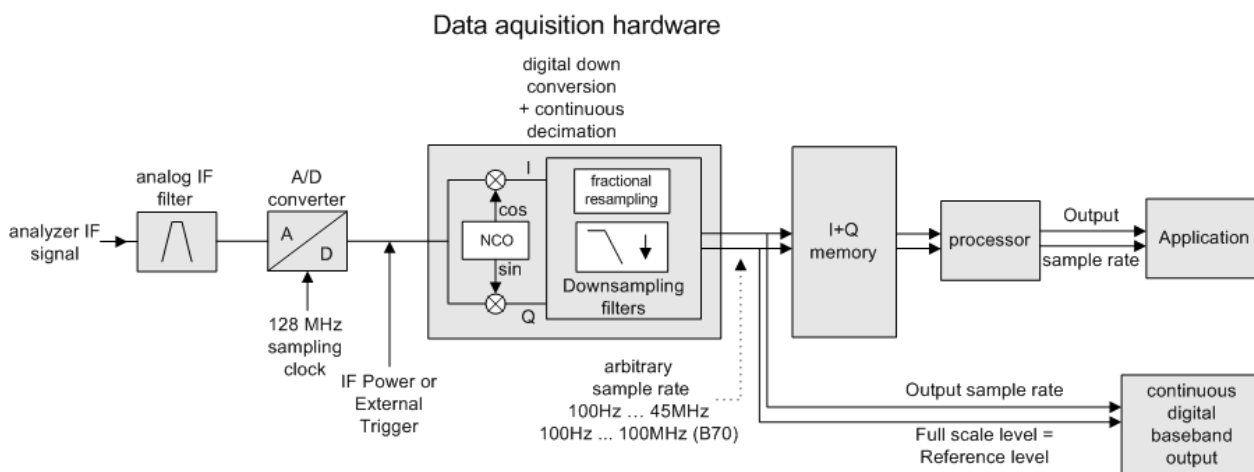 Data aquisition hardware
digital down
conversion
+ continuous
decimation
analog IF
filter
A/D
converter
analyzer IF
signal
A
D
128 MHz
sampling
clock
IF Power or
External
Trigger
I
cos
NCO
sin
Q
fractional
resampling
Downsampling
filters
arbitrary
sample rate
100Hz ... 45MHz
100Hz ... 100MHz (B70)
I+Q
memory
processor
Output
sample rate
Application
Output sample rate
Full scale level =
Reference level
continuous
digital
baseband
output